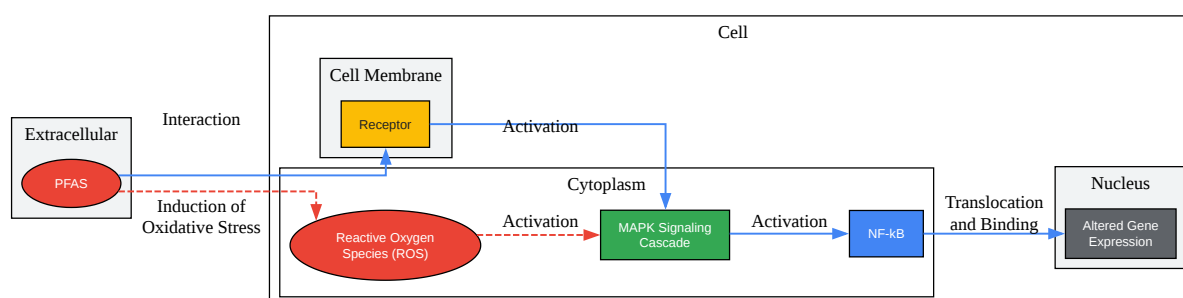 Cell
Cell Membrane
Receptor
Interaction
Activation
Extracellular
PFAS
Cytoplasm
Nucleus
Induction of
Oxidative Stress
Reactive Oxygen
Species (ROS)
Activation
MAPK Signaling
Cascade
Activation
NF-kB
Translocation
and Binding
Altered Gene
Expression